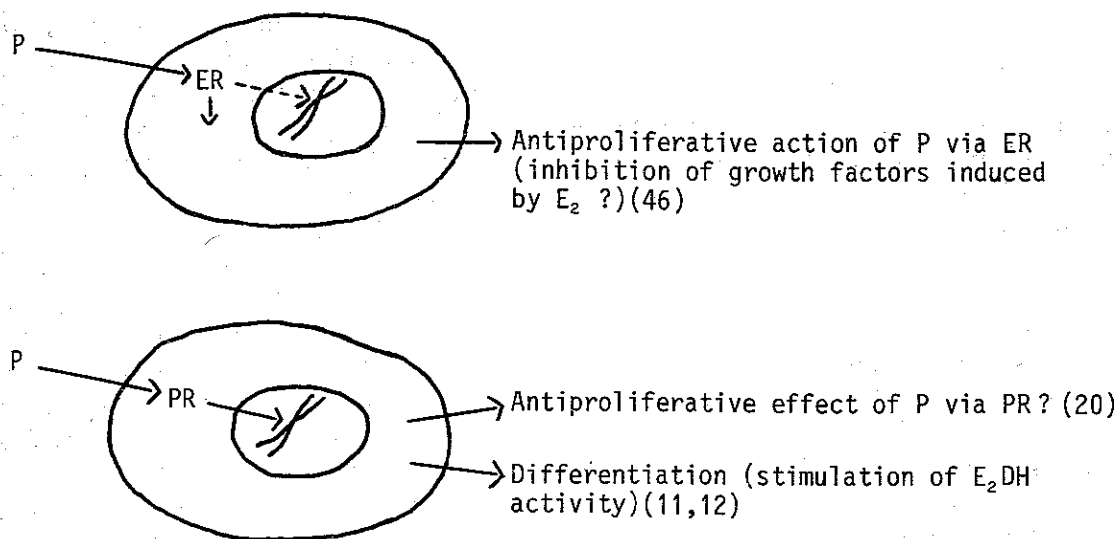 P
ER
Antiproliferative action of P via ER
(inhibition of growth factors induced
by E₂ ?)(46)
P
PR
Antiproliferative effect of P via PR? (20)
Differentiation (stimulation of E₂DH
activity)(11,12)